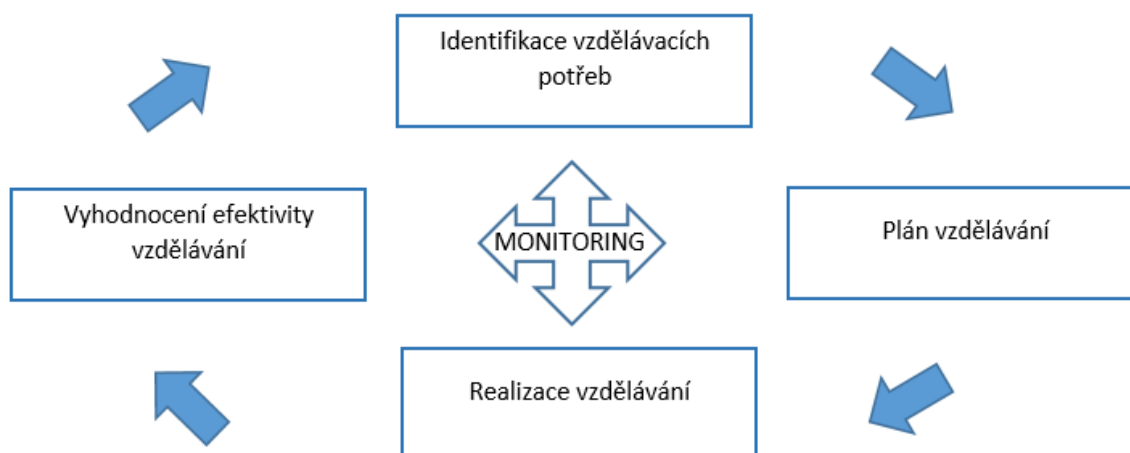 Identifikace vzdělávacích
potřeb
Vyhodnocení efektivity
vzdělávání
MONITORING
Plán vzdělávání
Realizace vzdělávání